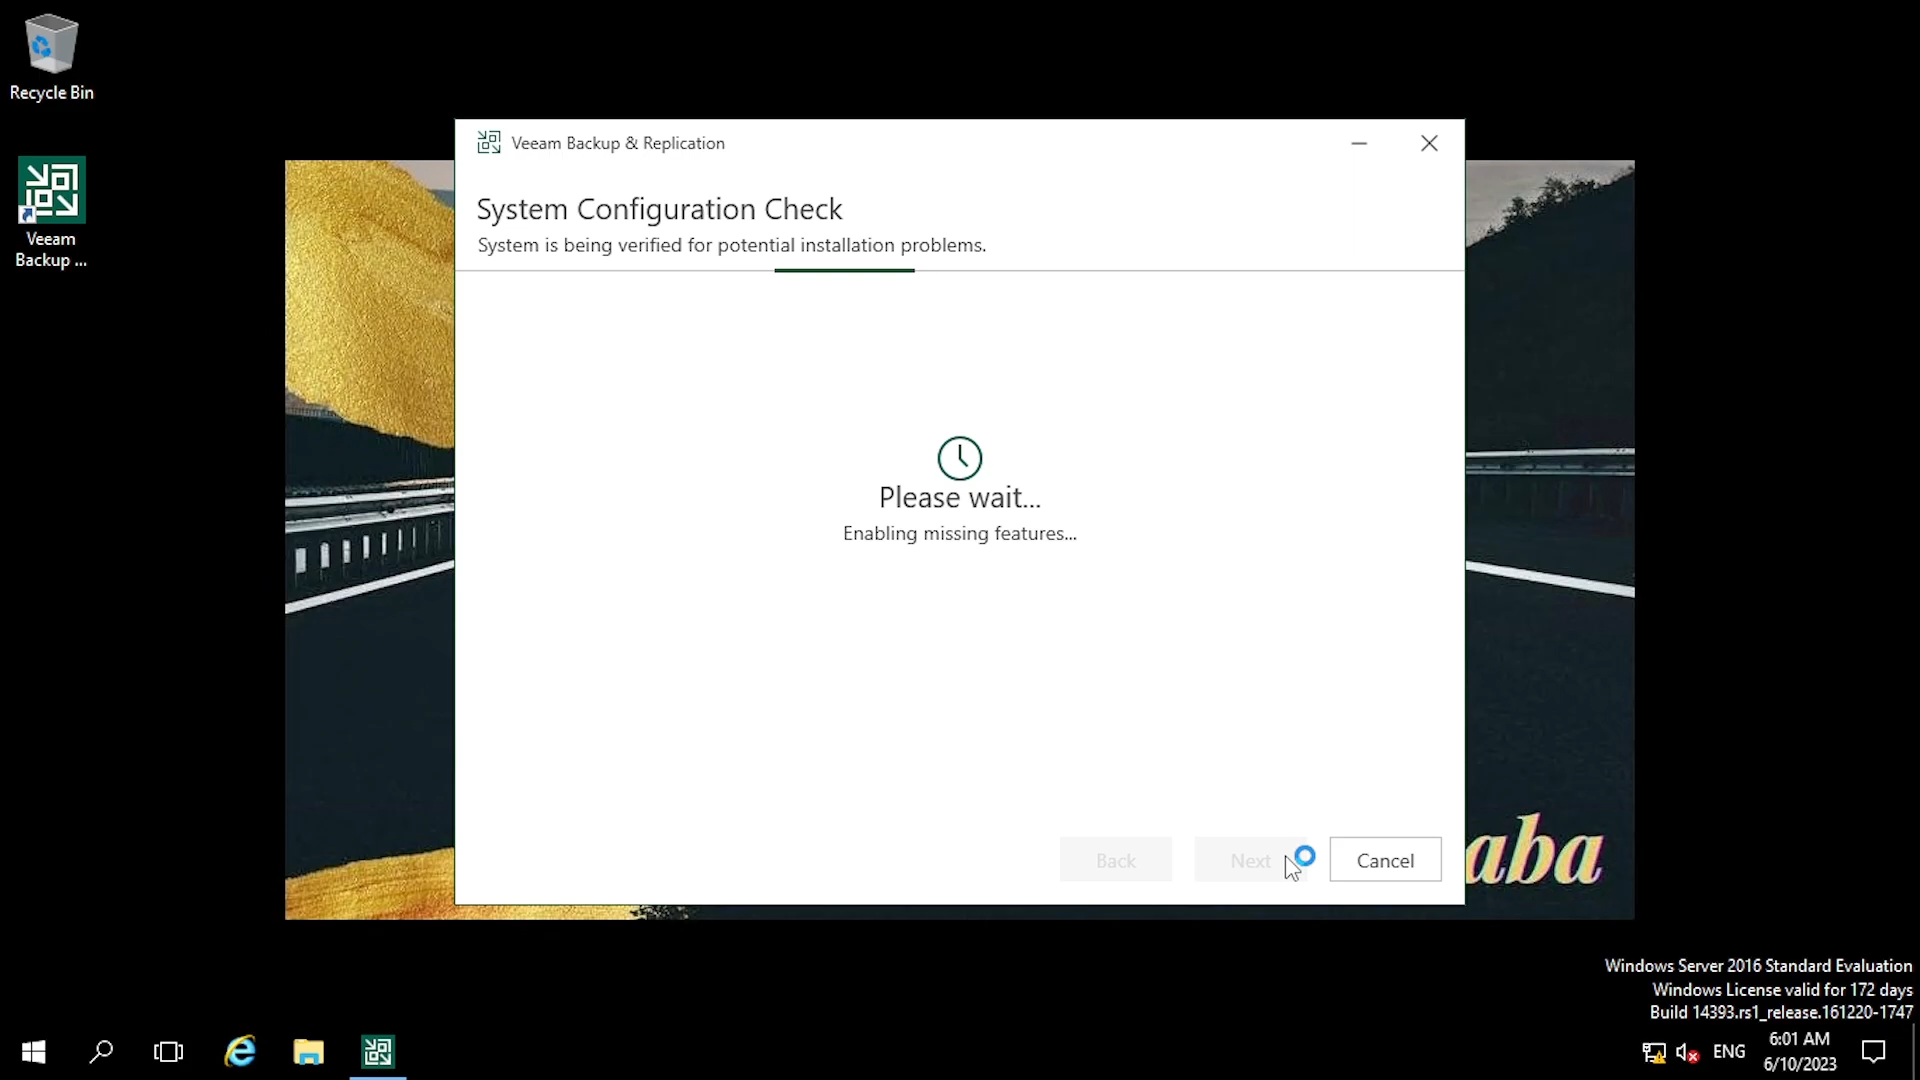 Recycle Bin
Veeam
Backup ...
Veeam Backup & Replication
System Configuration Check
System is being verified for potential installation problems.
Please wait...
Enabling missing features...
Back
Next
Cancel
aba
Windows Server 2016 Standard Evaluation
Windows License valid for 172 days
Build 14393.rs1_release.161220-1747
ENG
6:01 AM
6/10/2023